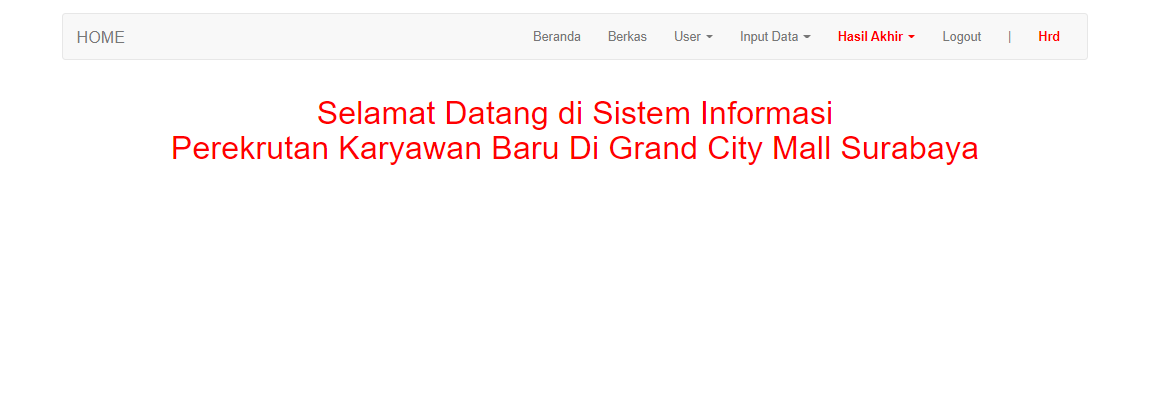 HOME Beranda Berkas User Input Data Hasil Akhir Logout | Hrd
Selamat Datang di Sistem Informasi
Perekrutan Karyawan Baru Di Grand City Mall Surabaya